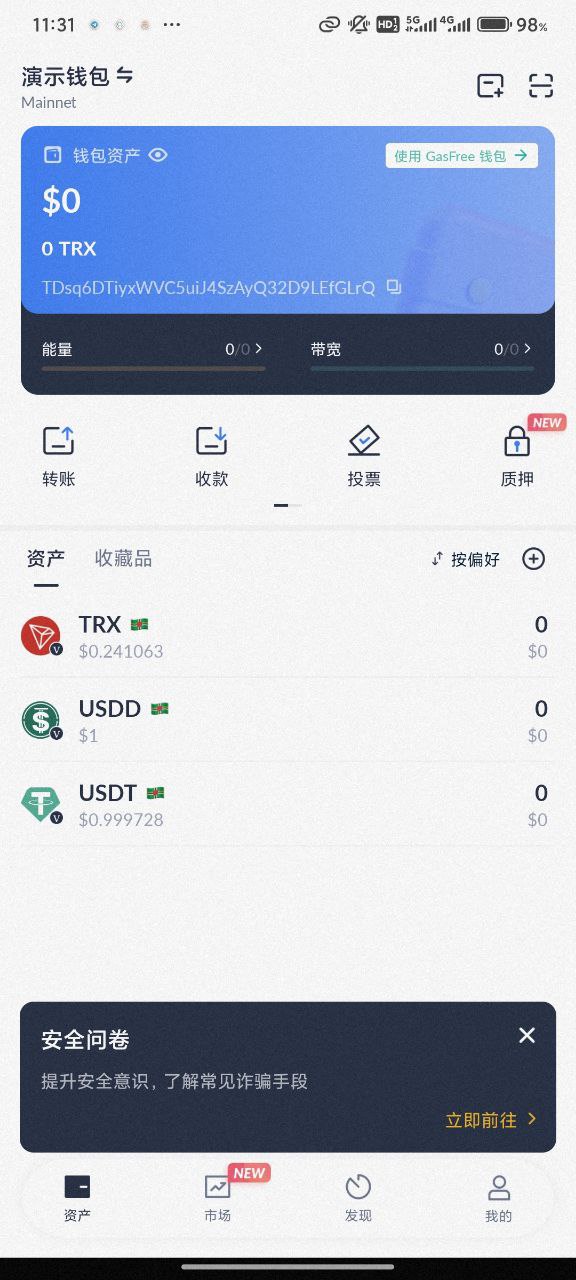 11:31 ... HD1 5G 4G 98%
演示钱包
Mainnet
钱包资产 使用 GasFree 钱包
$0
0 TRX
TDsq6DTiyxWVC5uiJ4SzAyQ32D9LEfGLrQ
能量 0/0 带宽 0/0
NEW
转账 收款 投票 质押
资产 收藏品 按偏好
TRX 0
$0.241063 $0
USDD 0
$1 $0
USDT 0
$0.999728 $0
安全问卷
提升安全意识，了解常见诈骗手段
立即前往
NEW
资产 市场 发现 我的